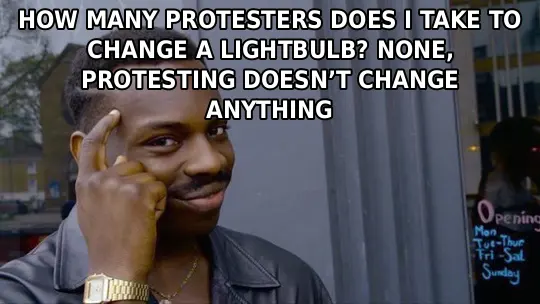 HOW MANY PROTESTERS DOES I TAKE TO
CHANGE A LIGHTBULB? NONE,
PROTESTING DOESN’T CHANGE
ANYTHING
Opening
Mon
Tue-Thur
Fri-Sat
Sunday